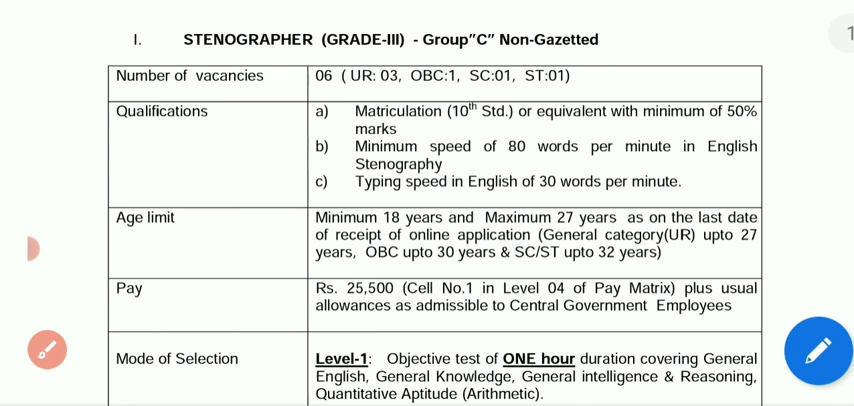 I. STENOGRAPHER (GRADE-III) - Group"C" Non-Gazetted
1
Number of vacancies
06 ( UR: 03, OBC:1, SC:01, ST:01)
Qualifications
a) Matriculation (10th Std.) or equivalent with minimum of 50%
marks
b) Minimum speed of 80 words per minute in English
Stenography
c) Typing speed in English of 30 words per minute.
Age limit
Minimum 18 years and Maximum 27 years as on the last date
of receipt of online application (General category(UR) upto 27
years, OBC upto 30 years & SC/ST upto 32 years)
Pay
Rs. 25,500 (Cell No.1 in Level 04 of Pay Matrix) plus usual
allowances as admissible to Central Government Employees
Mode of Selection
Level-1: Objective test of ONE hour duration covering General
English, General Knowledge, General intelligence & Reasoning,
Quantitative Aptitude (Arithmetic).